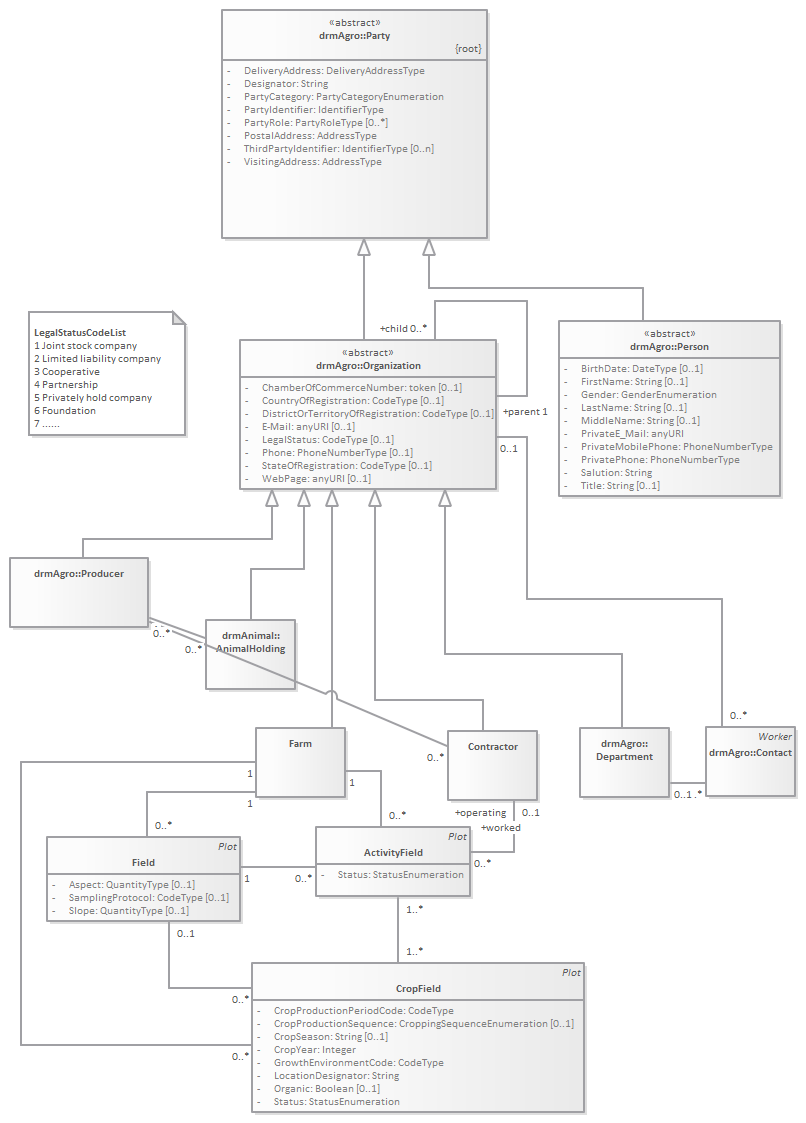 «abstract»
drmAgro::Party
{root}
- DeliveryAddress: DeliveryAddressType
- Designator: String
- PartyCategory: PartyCategoryEnumeration
- PartyIdentifier: IdentifierType
- PartyRole: PartyRoleType [0..*]
- PostalAddress: AddressType
- ThirdPartyIdentifier: IdentifierType [0..n]
- VisitingAddress: AddressType
LegalStatusCodeList
1 Joint stock company
2 Limited liability company
3 Cooperative
4 Partnership
5 Privately hold company
6 Foundation
7 ......
+child 0..*
«abstract»
drmAgro::Organization
- ChamberOfCommerceNumber: token [0..1]
- CountryOfRegistration: CodeType [0..1]
- DistrictOrTerritoryOfRegistration: CodeType [0..1]
- E-Mail: anyURI [0..1]
- LegalStatus: CodeType [0..1]
- Phone: PhoneNumberType [0..1]
- StateOfRegistration: CodeType [0..1]
- WebPage: anyURI [0..1]
+parent 1
0..1
«abstract»
drmAgro::Person
- BirthDate: DateType [0..1]
- FirstName: String [0..1]
- Gender: GenderEnumeration
- LastName: String [0..1]
- MiddleName: String [0..1]
- PrivateE_Mail: anyURI
- PrivateMobilePhone: PhoneNumberType
- PrivatePhone: PhoneNumberType
- Salution: String
- Title: String [0..1]
drmAgro::Producer
0..*
0..*
drmAnimal::
AnimalHolding
Farm
1
1
1
0..*
Contractor
+operating 0..1
+worked
0..*
drmAgro::
Department
0..1 ..*
0..*
Worker
drmAgro::Contact
0..*
Plot
Field
- Aspect: QuantityType [0..1]
- SamplingProtocol: CodeType [0..1]
- Slope: QuantityType [0..1]
1
0..*
0..1
0..*
Plot
ActivityField
- Status: StatusEnumeration
1..*
1..*
0..*
0..*
Plot
CropField
- CropProductionPeriodCode: CodeType
- CropProductionSequence: CroppingSequenceEnumeration [0..1]
- CropSeason: String [0..1]
- CropYear: Integer
- GrowthEnvironmentCode: CodeType
- LocationDesignator: String
- Organic: Boolean [0..1]
- Status: StatusEnumeration